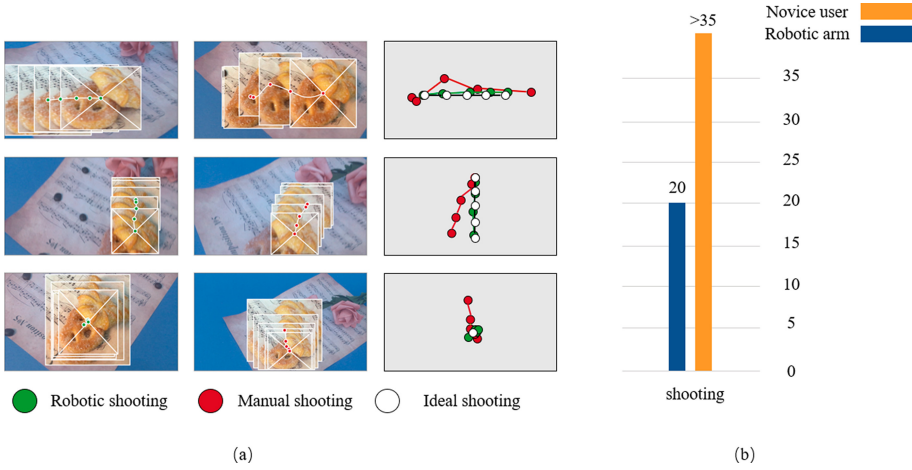 Novice user
Robotic arm
>35
20
35
30
25
20
15
10
5
0
shooting
Robotic shooting
Manual shooting
Ideal shooting
(a)
(b)